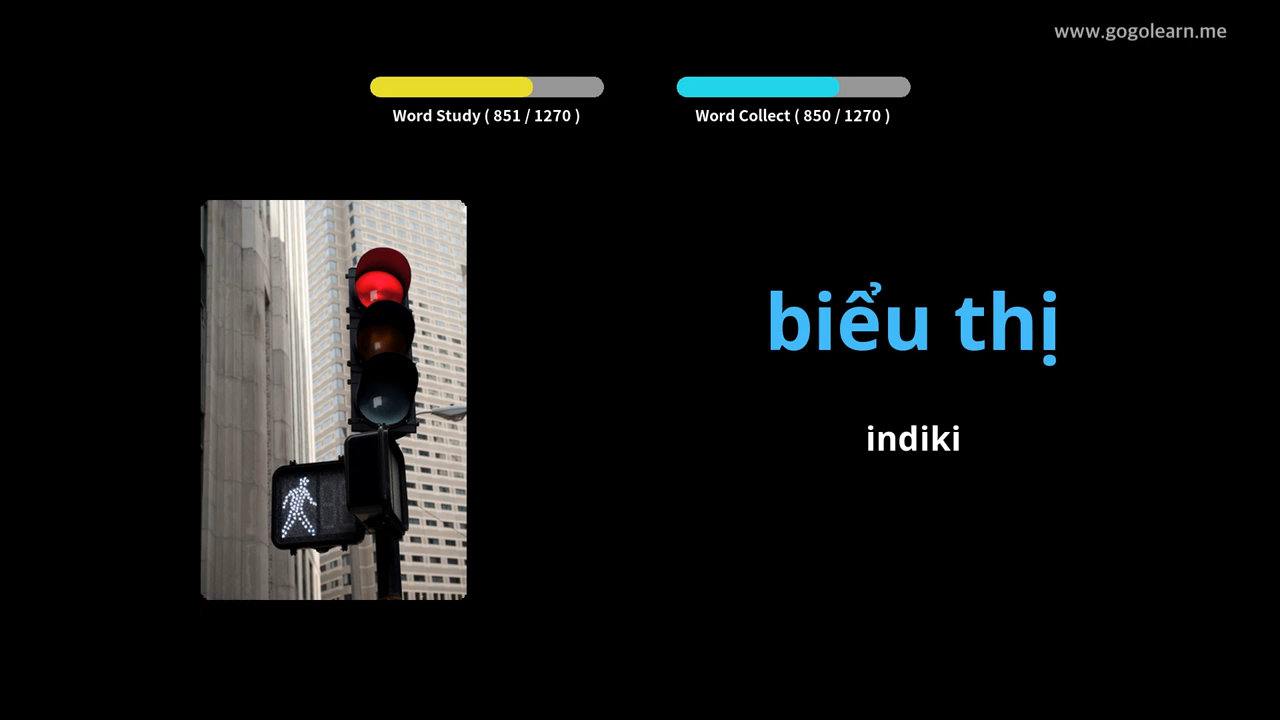 www.gogolearn.me
Word Study ( 851 / 1270 )
Word Collect ( 850 / 1270 )
biểu thị
indiki